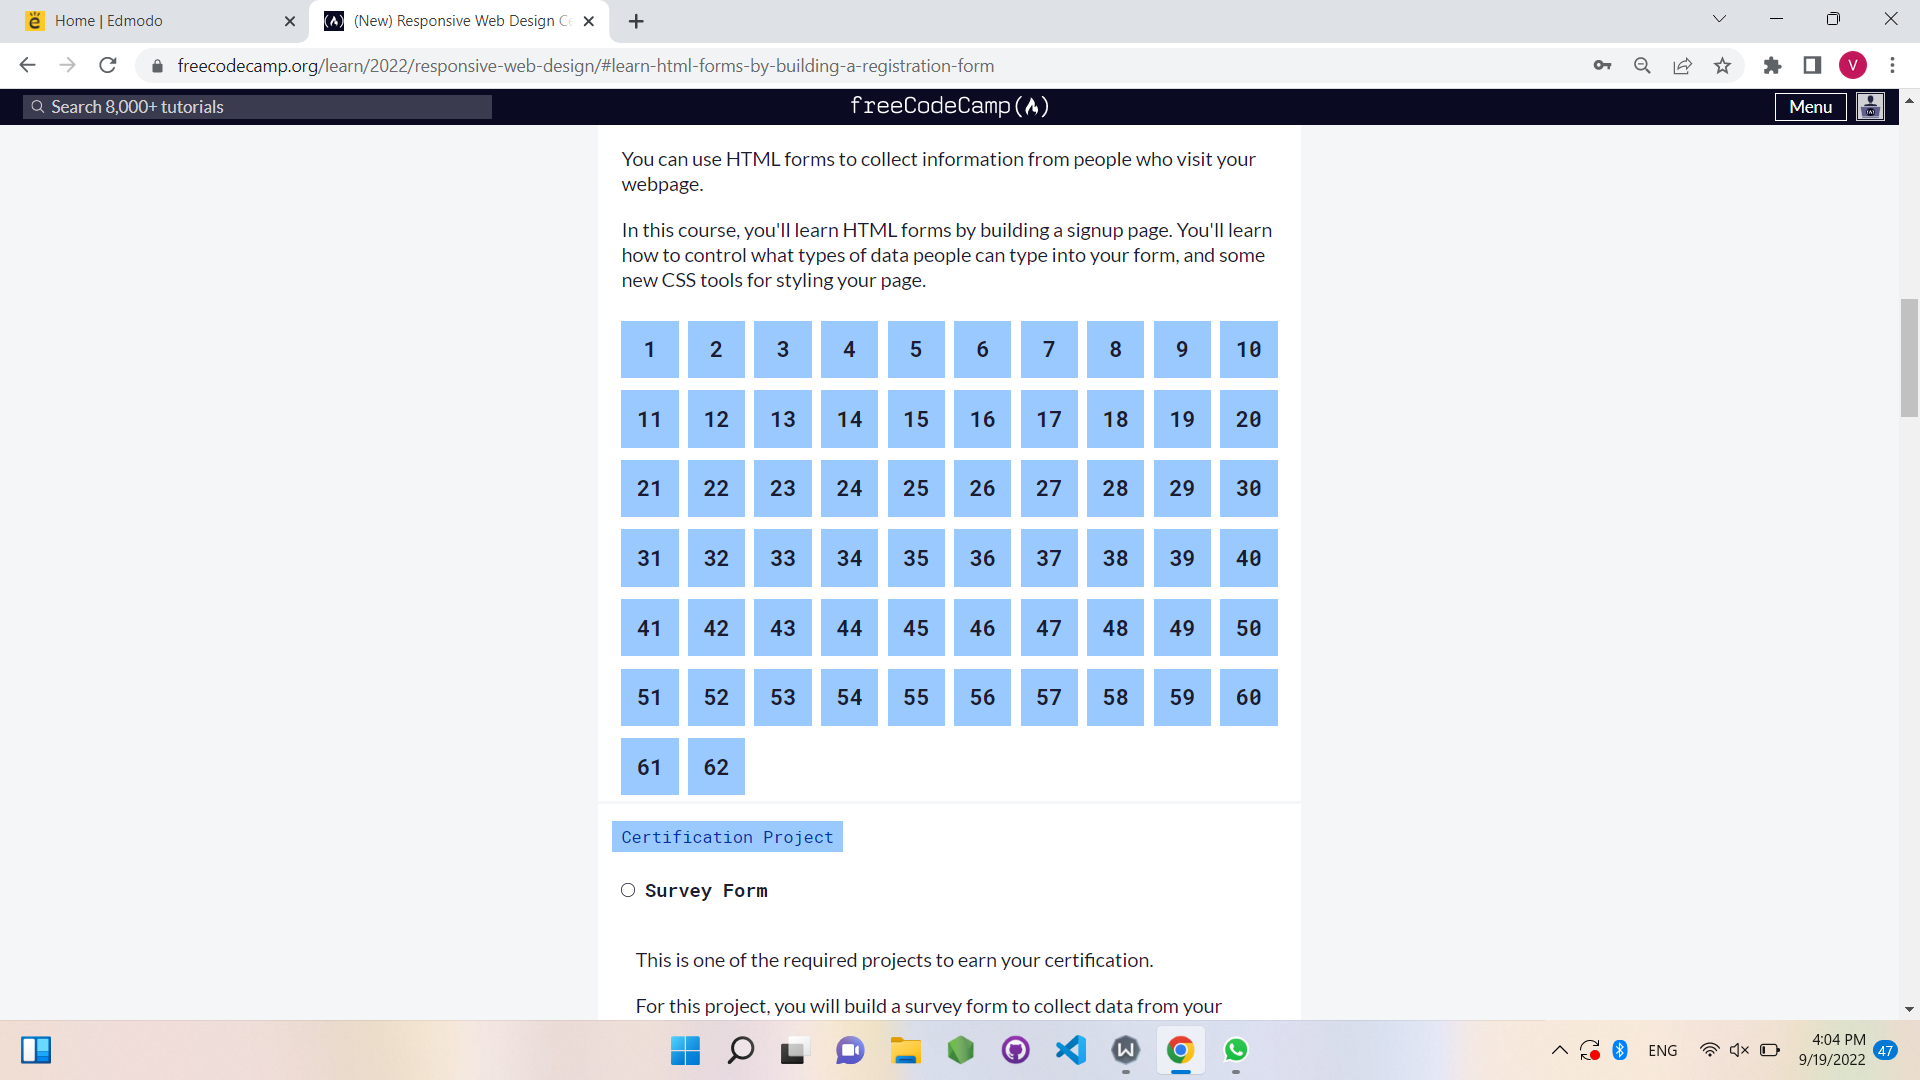 Home | Edmodo
(New) Responsive Web Design Ce
freecodecamp.org/learn/2022/responsive-web-design/#learn-html-forms-by-building-a-registration-form
V
Search 8,000+ tutorials
freeCodeCamp
Menu
You can use HTML forms to collect information from people who visit your
webpage.
In this course, you'll learn HTML forms by building a signup page. You'll learn
how to control what types of data people can type into your form, and some
new CSS tools for styling your page.
1 2 3 4 5 6 7 8 9 10
11 12 13 14 15 16 17 18 19 20
21 22 23 24 25 26 27 28 29 30
31 32 33 34 35 36 37 38 39 40
41 42 43 44 45 46 47 48 49 50
51 52 53 54 55 56 57 58 59 60
61 62
Certification Project
Survey Form
This is one of the required projects to earn your certification.
For this project, you will build a survey form to collect data from your
ENG
4:04 PM
9/19/2022
47